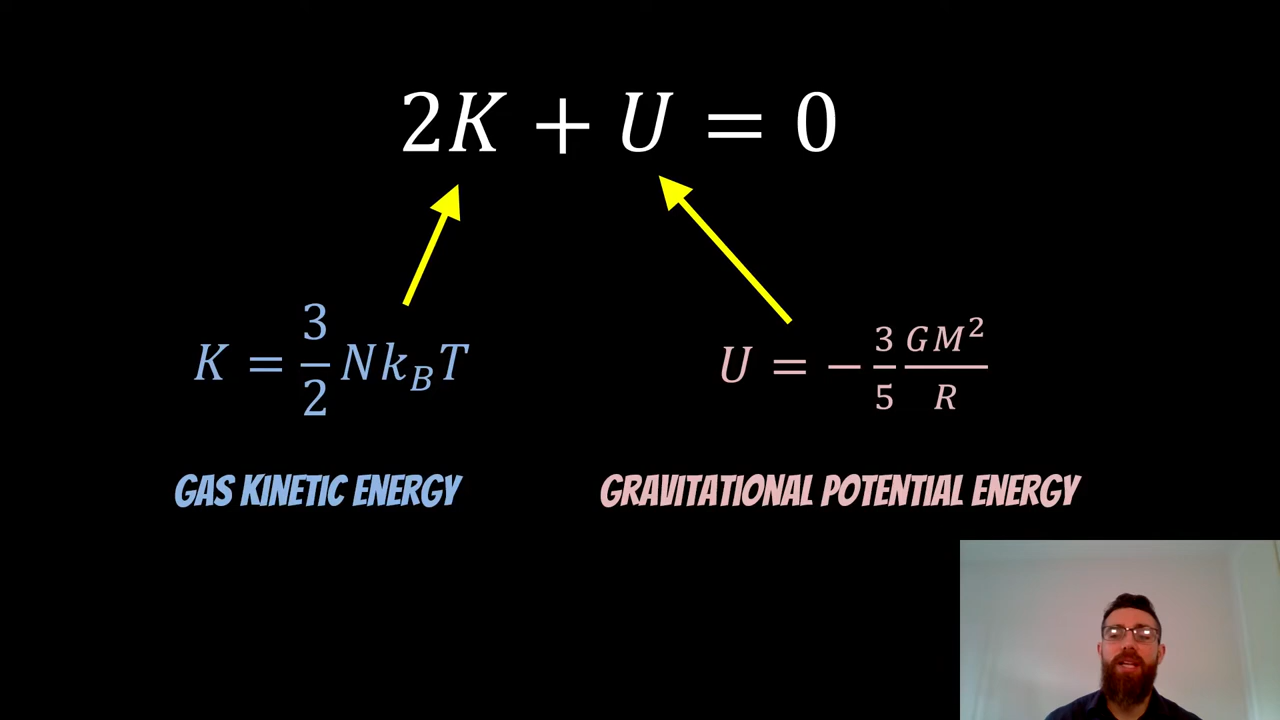 2K + U = 0
K = 3/2 Nk_BT
U = − 3/5 GM²/R
GAS KINETIC ENERGY
GRAVITATIONAL POTENTIAL ENERGY